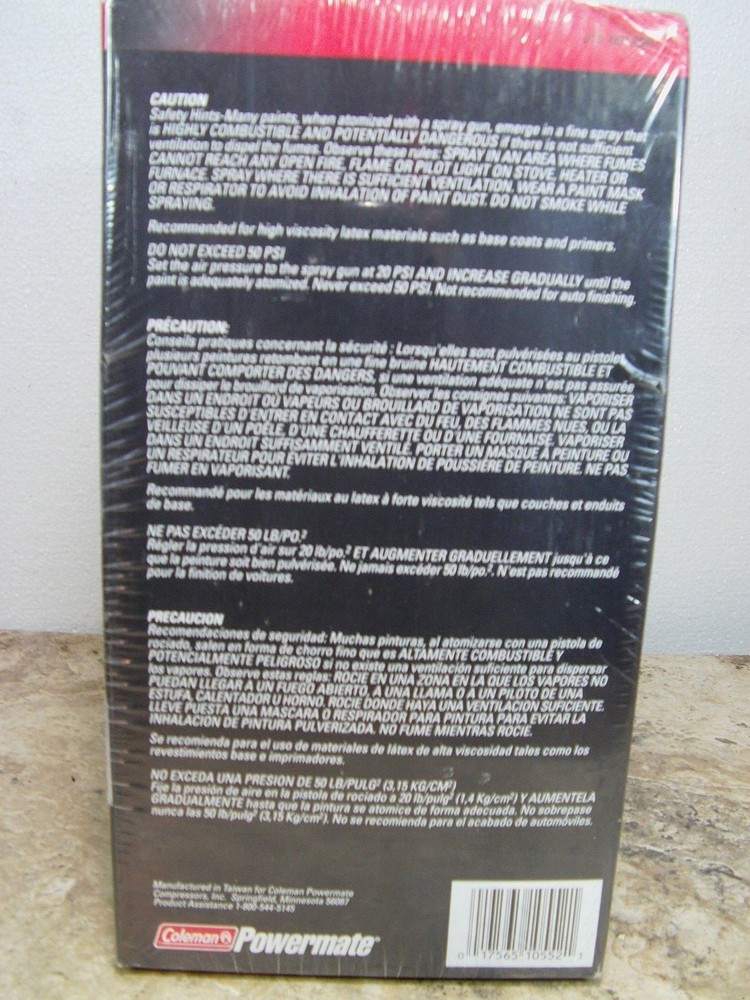 CAUTION
Safety Hints-Many paints, when atomized with a spray gun, emerge in a fine spray that
is HIGHLY COMBUSTIBLE AND POTENTIALLY DANGEROUS if there is not sufficient
ventilation to dispel the fumes. Observe these rules: SPRAY IN AN AREA WHERE FUMES
CANNOT REACH ANY OPEN FIRE, FLAME OR PILOT LIGHT ON STOVE, HEATER OR
FURNACE. SPRAY WHERE THERE IS SUFFICIENT VENTILATION. WEAR A PAINT MASK
OR RESPIRATOR TO AVOID INHALATION OF PAINT DUST. DO NOT SMOKE WHILE
SPRAYING.
Recommended for high viscosity latex materials such as base coats and primers.
DO NOT EXCEED 50 PSI
Set the air pressure to the spray gun at 20 PSI AND INCREASE GRADUALLY until the
paint is adequately atomized. Never exceed 50 PSI. Not recommended for auto finishing.
PRÉCAUTION:
Conseils pratiques concernant la sécurité : Lorsqu'elles sont pulvérisées au pistolet
plusieurs peintures retombent en une fine bruine HAUTEMENT COMBUSTIBLE ET
POUVANT COMPORTER DES DANGERS, si une ventilation adéquate n'est pas assurée
pour dissiper le brouillard de vaporisation. Observer les consignes suivantes: VAPORISER
DANS UN ENDROIT OÙ VAPEURS OU BROUILLARD DE VAPORISATION NE SONT PAS
SUSCEPTIBLES D'ENTRER EN CONTACT AVEC DU FEU, DES FLAMMES NUES, OU LA
VEILLEUSE D'UN POÊLE, D'UNE CHAUFFERETTE OU D'UNE FOURNAISE. VAPORISER
DANS UN ENDROIT SUFFISAMMENT VENTILÉ. PORTER UN MASQUE À PEINTURE OU
UN RESPIRATEUR POUR ÉVITER L'INHALATION DE POUSSIÈRE DE PEINTURE. NE PAS
FUMER EN VAPORISANT.
Recommandé pour les matériaux au latex à forte viscosité tels que couches et enduits
de base.
NE PAS EXCÉDER 50 LB/PO.²
Régler la pression d'air sur 20 lb/po.² ET AUGMENTER GRADUELLEMENT jusqu'à ce
que la peinture soit bien pulvérisée. Ne jamais excéder 50 lb/po.². N'est pas recommandé
pour la finition de voitures.
PRECAUCION
Recomendaciones de seguridad: Muchas pinturas, al atomizarse con una pistola de
rociado, salen en forma de chorro fino que es ALTAMENTE COMBUSTIBLE Y
POTENCIALMENTE PELIGROSO si no existe una ventilación suficiente para dispersar
los vapores. Observe estas reglas: ROCIE EN UNA ZONA EN LA QUE LOS VAPORES NO
PUEDAN LLEGAR A UN FUEGO ABIERTO, A UNA LLAMA O A UN PILOTO DE UNA
ESTUFA, CALENTADOR U HORNO. ROCIE DONDE HAYA UNA VENTILACION SUFICIENTE.
LLEVE PUESTA UNA MASCARA O RESPIRADOR PARA PINTURA PARA EVITAR LA
INHALACION DE PINTURA PULVERIZADA. NO FUME MIENTRAS ROCIE.
Se recomienda para el uso de materiales de látex de alta viscosidad tales como los
revestimientos base e imprimadores.
NO EXCEDA UNA PRESION DE 50 LB/PULG² (3,15 KG/CM²)
Fije la presión de aire en la pistola de rociado a 20 lb/pulg² (1,4 Kg/cm²) Y AUMENTELA
GRADUALMENTE hasta que la pintura se atomice de forma adecuada. No sobrepase
nunca las 50 lb/pulg² (3,15 Kg/cm²). No se recomienda para el acabado de automóviles.
Manufactured in Taiwan for Coleman Powermate
Compressors, Inc. Springfield, Minnesota 56087
Product Assistance 1-800-544-5145
Coleman Powermate
0 17565 10552 1